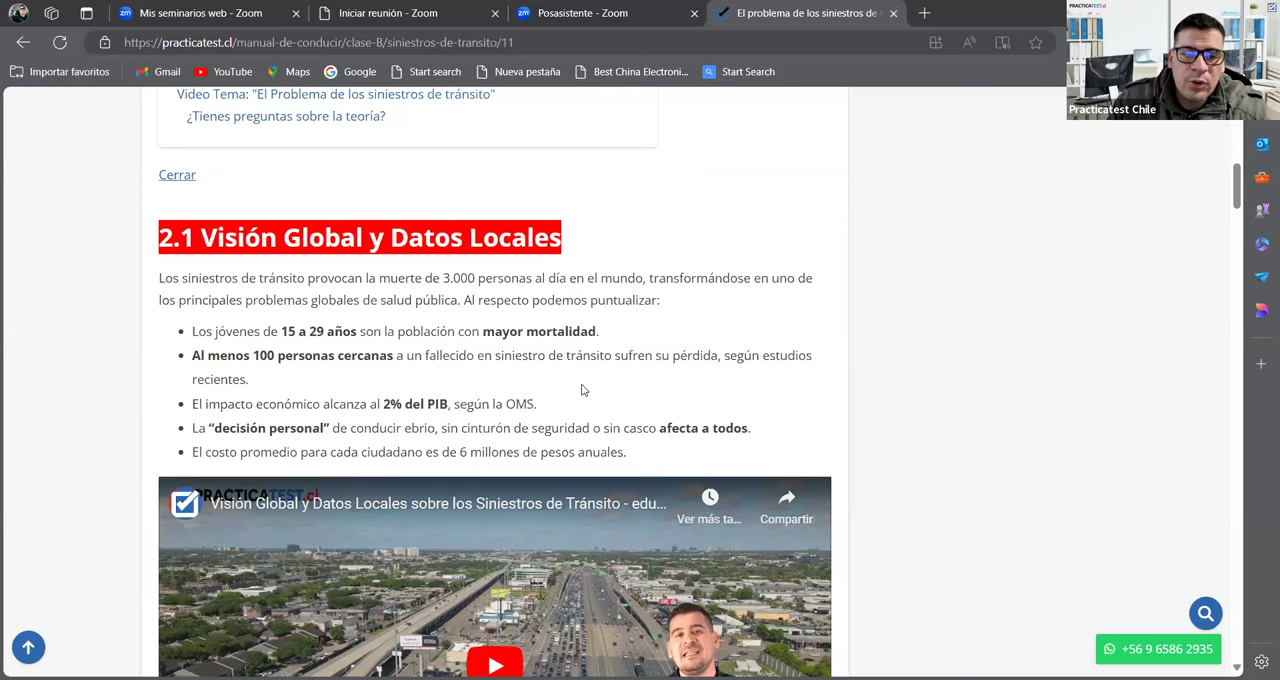 Mis seminarios web - Zoom
Iniciar reunión - Zoom
Posasistente - Zoom
El problema de los siniestros de
https://practicatest.cl/manual-de-conducir/clase-B/siniestros-de-transito/11
Importar favoritos
Gmail
YouTube
Maps
Google
Start search
Nueva pestaña
Best China Electroni...
Start Search
PRACTICATEST.cl
Practicatest Chile
Video Tema: "El Problema de los siniestros de tránsito"
¿Tienes preguntas sobre la teoría?
Cerrar
2.1 Visión Global y Datos Locales
Los siniestros de tránsito provocan la muerte de 3.000 personas al día en el mundo, transformándose en uno de
los principales problemas globales de salud pública. Al respecto podemos puntualizar:
• Los jóvenes de 15 a 29 años son la población con mayor mortalidad.
• Al menos 100 personas cercanas a un fallecido en siniestro de tránsito sufren su pérdida, según estudios
recientes.
• El impacto económico alcanza al 2% del PIB, según la OMS.
• La “decisión personal” de conducir ebrio, sin cinturón de seguridad o sin casco afecta a todos.
• El costo promedio para cada ciudadano es de 6 millones de pesos anuales.
PRACTICATEST.cl
Visión Global y Datos Locales sobre los Siniestros de Tránsito - edu...
Ver más ta...
Compartir
+56 9 6586 2935